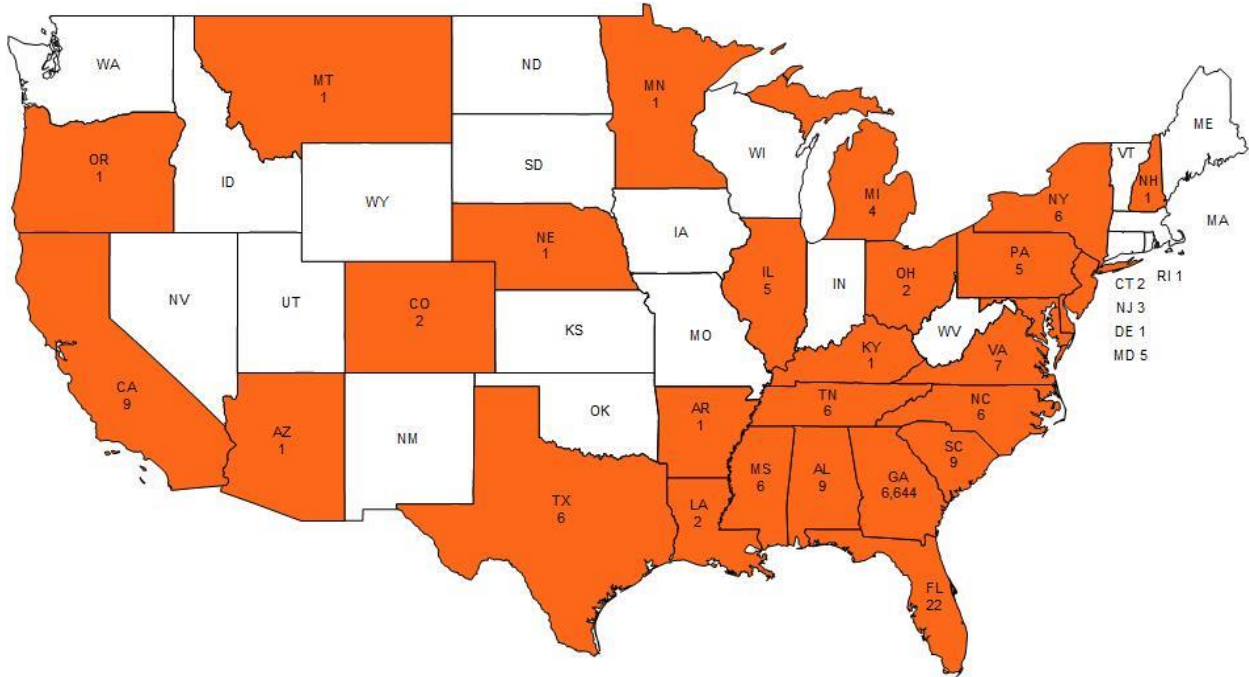 WA
MT
1
ND
MN
1
ME
OR
1
ID
SD
WI
VT
NH
1
WY
MI
4
NY
6
MA
NE
1
IA
PA
5
IL
5
IN
OH
2
RI 1
CT 2
NV
UT
CO
2
NJ 3
KS
MO
WV
DE 1
KY
1
VA
7
MD 5
CA
9
TN
6
NC
6
AZ
1
NM
OK
AR
1
SC
9
MS
6
AL
9
GA
6,644
TX
6
LA
2
FL
22